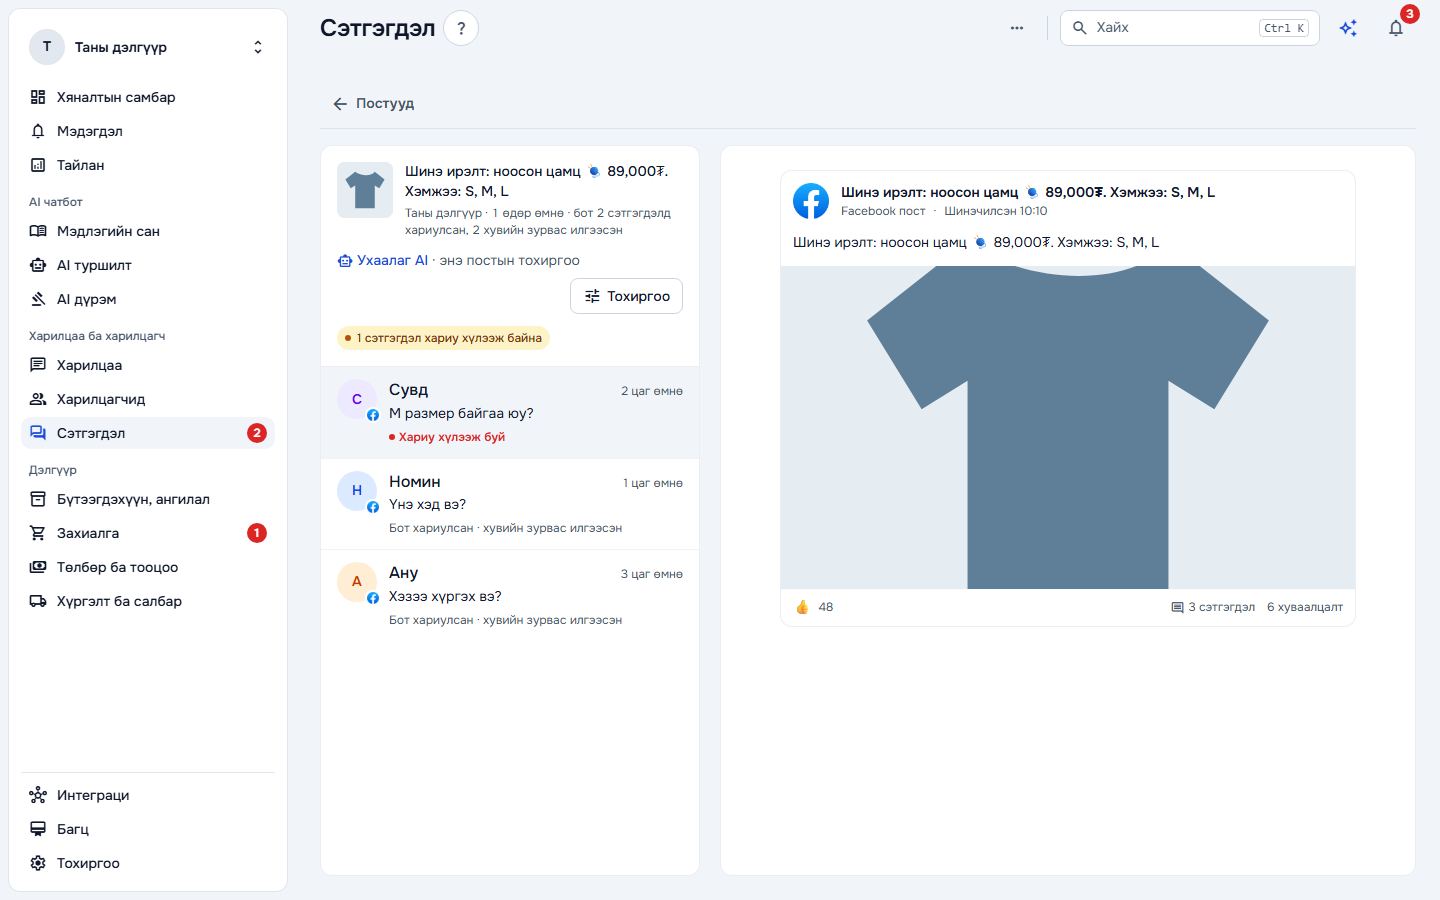 Т
Таны дэлгүүр
Хяналтын самбар
Мэдэгдэл
Тайлан
AI чатбот
Мэдлэгийн сан
AI туршилт
AI дүрэм
Харилцаа ба харилцагч
Харилцаа
Харилцагчид
Сэтгэгдэл 2
Дэлгүүр
Бүтээгдэхүүн, ангилал
Захиалга 1
Төлбөр ба тооцоо
Хүргэлт ба салбар
Интеграци
Багц
Тохиргоо
Сэтгэгдэл ?
Хайх Ctrl K
3
Постууд
Шинэ ирэлт: ноосон цамц 89,000₮.
Хэмжээ: S, M, L
Таны дэлгүүр · 1 өдөр өмнө · бот 2 сэтгэгдэлд
хариулсан, 2 хувийн зурвас илгээсэн
Ухаалаг AI · энэ постын тохиргоо
Тохиргоо
1 сэтгэгдэл хариу хүлээж байна
С
Сувд 2 цаг өмнө
M размер байгаа юу?
Хариу хүлээж буй
Н
Номин 1 цаг өмнө
Үнэ хэд вэ?
Бот хариулсан · хувийн зурвас илгээсэн
А
Ану 3 цаг өмнө
Хэзээ хүргэх вэ?
Бот хариулсан · хувийн зурвас илгээсэн
Шинэ ирэлт: ноосон цамц 89,000₮. Хэмжээ: S, M, L
Facebook пост · Шинэчилсэн 10:10
Шинэ ирэлт: ноосон цамц 89,000₮. Хэмжээ: S, M, L
48
3 сэтгэгдэл 6 хуваалцалт